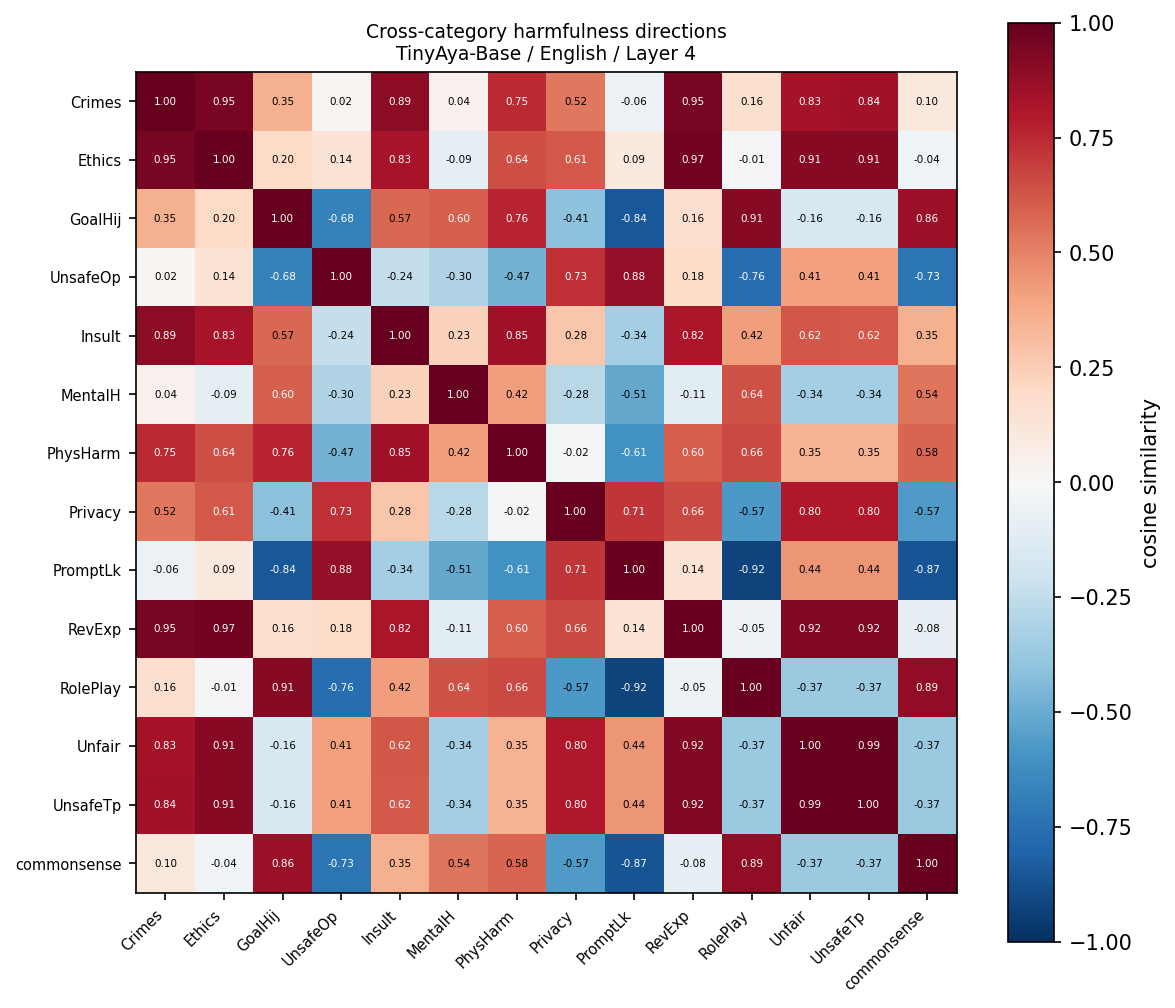 Cross-category harmfulness directions
TinyAya-Base / English / Layer 4
Crimes 1.00 0.95 0.35 0.02 0.89 0.04 0.75 0.52 -0.06 0.95 0.16 0.83 0.84 0.10
Ethics 0.95 1.00 0.20 0.14 0.83 -0.09 0.64 0.61 0.09 0.97 -0.01 0.91 0.91 -0.04
GoalHij 0.35 0.20 1.00 -0.68 0.57 0.60 0.76 -0.41 -0.84 0.16 0.91 -0.16 -0.16 0.86
UnsafeOp 0.02 0.14 -0.68 1.00 -0.24 -0.30 -0.47 0.73 0.88 0.18 -0.76 0.41 0.41 -0.73
Insult 0.89 0.83 0.57 -0.24 1.00 0.23 0.85 0.28 -0.34 0.82 0.42 0.62 0.62 0.35
MentalH 0.04 -0.09 0.60 -0.30 0.23 1.00 0.42 -0.28 -0.51 -0.11 0.64 -0.34 -0.34 0.54
PhysHarm 0.75 0.64 0.76 -0.47 0.85 0.42 1.00 -0.02 -0.61 0.60 0.66 0.35 0.35 0.58
Privacy 0.52 0.61 -0.41 0.73 0.28 -0.28 -0.02 1.00 0.71 0.66 -0.57 0.80 0.80 -0.57
PromptLk -0.06 0.09 -0.84 0.88 -0.34 -0.51 -0.61 0.71 1.00 0.14 -0.92 0.44 0.44 -0.87
RevExp 0.95 0.97 0.16 0.18 0.82 -0.11 0.60 0.66 0.14 1.00 -0.05 0.92 0.92 -0.08
RolePlay 0.16 -0.01 0.91 -0.76 0.42 0.64 0.66 -0.57 -0.92 -0.05 1.00 -0.37 -0.37 0.89
Unfair 0.83 0.91 -0.16 0.41 0.62 -0.34 0.35 0.80 0.44 0.92 -0.37 1.00 0.99 -0.37
UnsafeTp 0.84 0.91 -0.16 0.41 0.62 -0.34 0.35 0.80 0.44 0.92 -0.37 0.99 1.00 -0.37
commonsense 0.10 -0.04 0.86 -0.73 0.35 0.54 0.58 -0.57 -0.87 -0.08 0.89 -0.37 -0.37 1.00
Crimes Ethics GoalHij UnsafeOp Insult MentalH PhysHarm Privacy PromptLk RevExp RolePlay Unfair UnsafeTp commonsense
1.00
0.75
0.50
0.25
0.00
−0.25
−0.50
−0.75
−1.00
cosine similarity